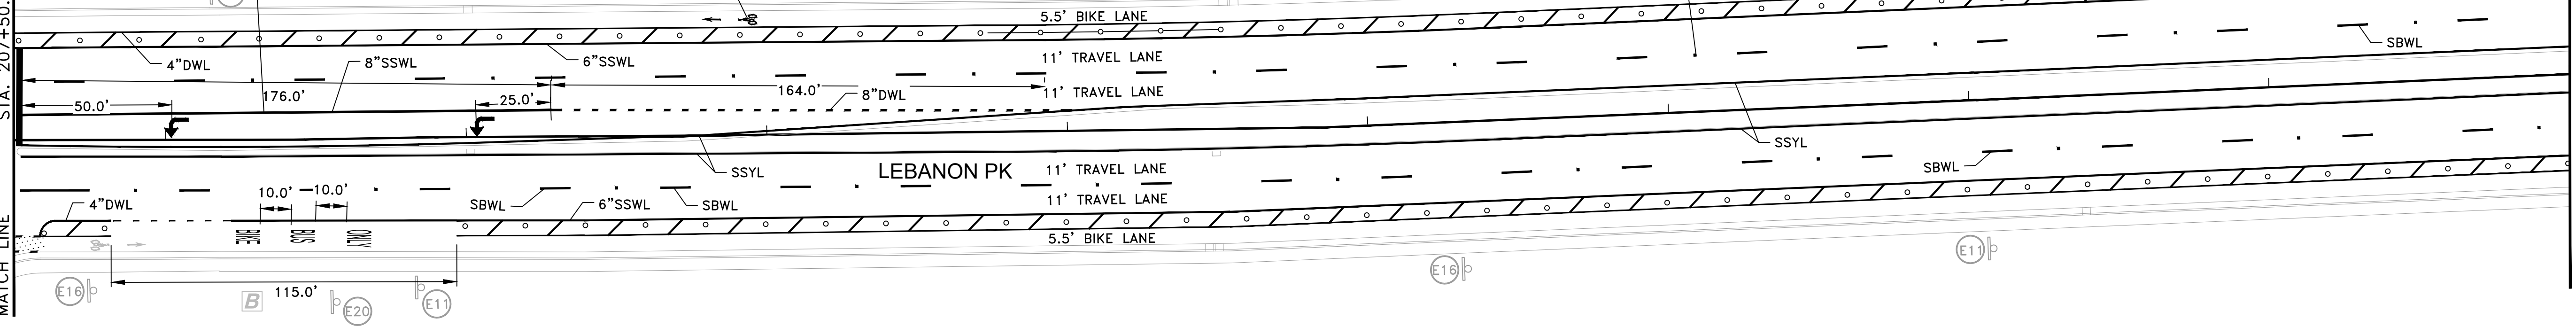 STA. 207+50.
MATCH LINE
5.5' BIKE LANE
4"DWL
8"SSWL
6"SSWL
11' TRAVEL LANE
SBWL
176.0'
164.0'
11' TRAVEL LANE
50.0'
25.0'
8"DWL
SSYL
SSYL
LEBANON PK
11' TRAVEL LANE
SBWL
10.0'
10.0'
4"DWL
SBWL
6"SSWL
SBWL
11' TRAVEL LANE
BIKE
BUS
ONLY
5.5' BIKE LANE
E16
115.0'
B
E20
E11
E16
E11